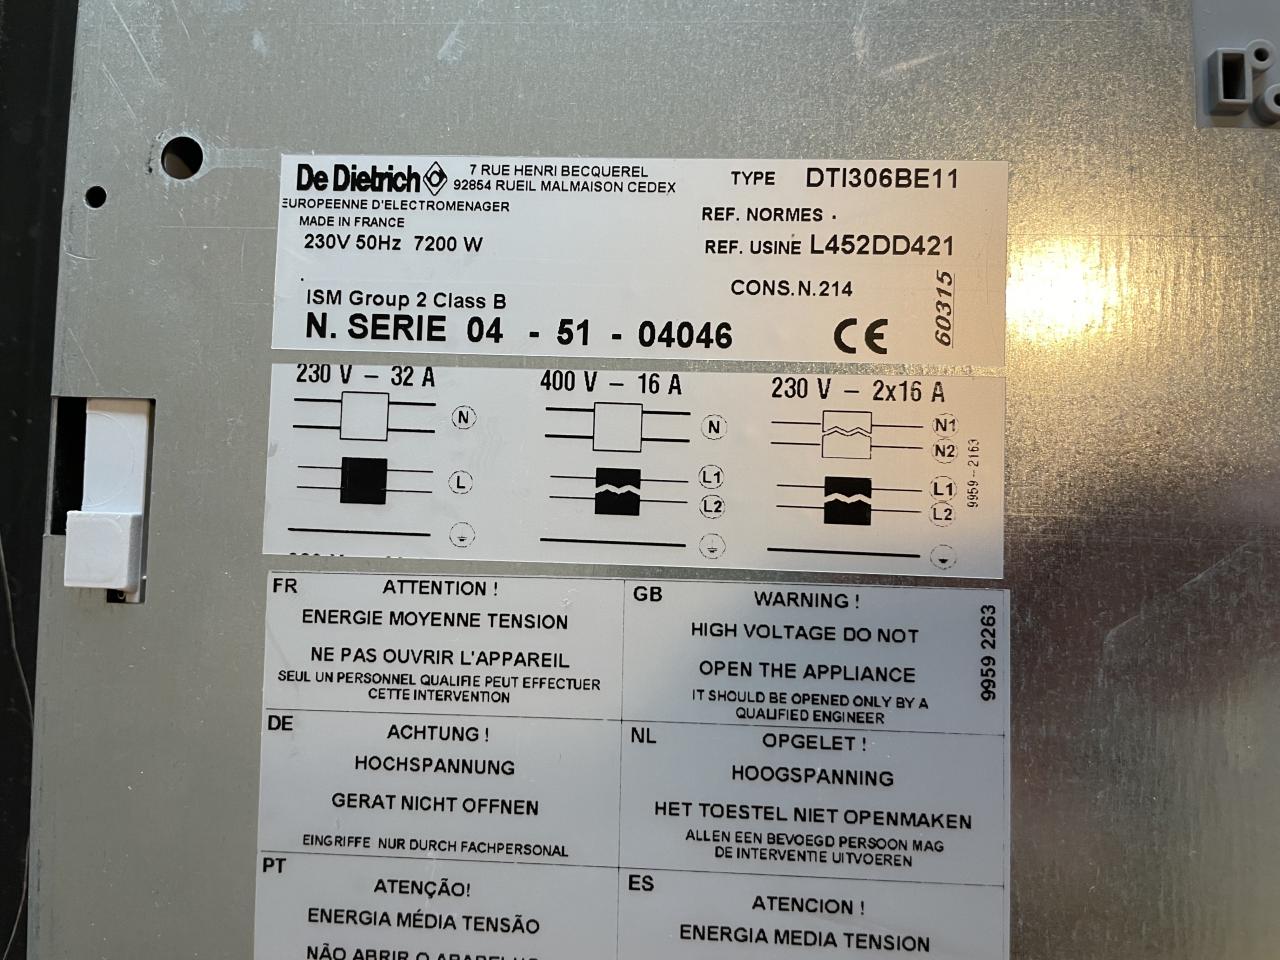 De Dietrich 7 RUE HENRI BECQUEREL
92854 RUEIL MALMAISON CEDEX
EUROPEENNE D'ELECTROMENAGER
MADE IN FRANCE
230V 50Hz 7200 W
ISM Group 2 Class B
N. SERIE 04 - 51 - 04046
TYPE DTI306BE11
REF. NORMES .
REF. USINE L452DD421
CONS.N.214
CE
60315
230 V – 32 A
N
L
400 V – 16 A
N
L1
L2
230 V – 2x16 A
N1
N2
L1
L2
9959-2163
FR
ATTENTION !
ENERGIE MOYENNE TENSION
NE PAS OUVRIR L'APPAREIL
SEUL UN PERSONNEL QUALIFIE PEUT EFFECTUER
CETTE INTERVENTION
GB
WARNING !
HIGH VOLTAGE DO NOT
OPEN THE APPLIANCE
IT SHOULD BE OPENED ONLY BY A
QUALIFIED ENGINEER
9959 2263
DE
ACHTUNG !
HOCHSPANNUNG
GERAT NICHT OFFNEN
EINGRIFFE NUR DURCH FACHPERSONAL
NL
OPGELET !
HOOGSPANNING
HET TOESTEL NIET OPENMAKEN
ALLEN EEN BEVOEGD PERSOON MAG
DE INTERVENTIE UITVOEREN
PT
ATENÇÃO!
ENERGIA MÉDIA TENSÃO
NÃO ABRIR O
ES
ATENCION !
ENERGIA MEDIA TENSION